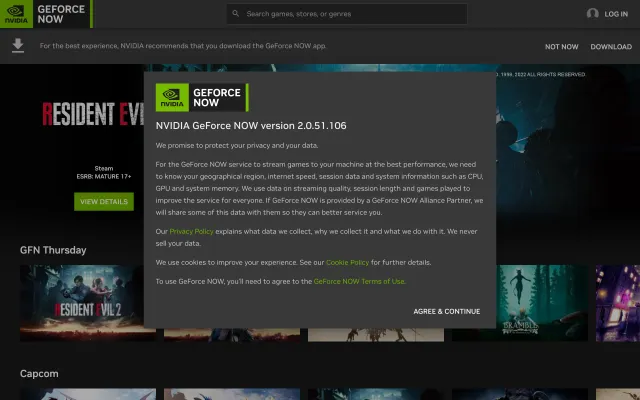 NVIDIA
GEFORCE
NOW
Search games, stores, or genres
LOG IN
For the best experience, NVIDIA recommends that you download the GeForce NOW app.
NOT NOW
DOWNLOAD
1998, 2022 ALL RIGHTS RESERVED.
RESIDENT EVI
Steam
ESRB: MATURE 17+
VIEW DETAILS
NVIDIA
GEFORCE
NOW
NVIDIA GeForce NOW version 2.0.51.106
We promise to protect your privacy and your data.
For the GeForce NOW service to stream games to your machine at the best performance, we need
to know your geographical region, internet speed, session data and system information such as CPU,
GPU and system memory. We use data on streaming quality, session length and games played to
improve the service for everyone. If GeForce NOW is provided by a GeForce NOW Alliance Partner, we
will share some of this data with them so they can better service you.
Our Privacy Policy explains what data we collect, why we collect it and what we do with it. We never
sell your data.
We use cookies to improve your experience. See our Cookie Policy for further details.
To use GeForce NOW, you'll need to agree to the GeForce NOW Terms of Use.
AGREE & CONTINUE
GFN Thursday
RESIDENT EVIL 2
BRAMBLE
Capcom